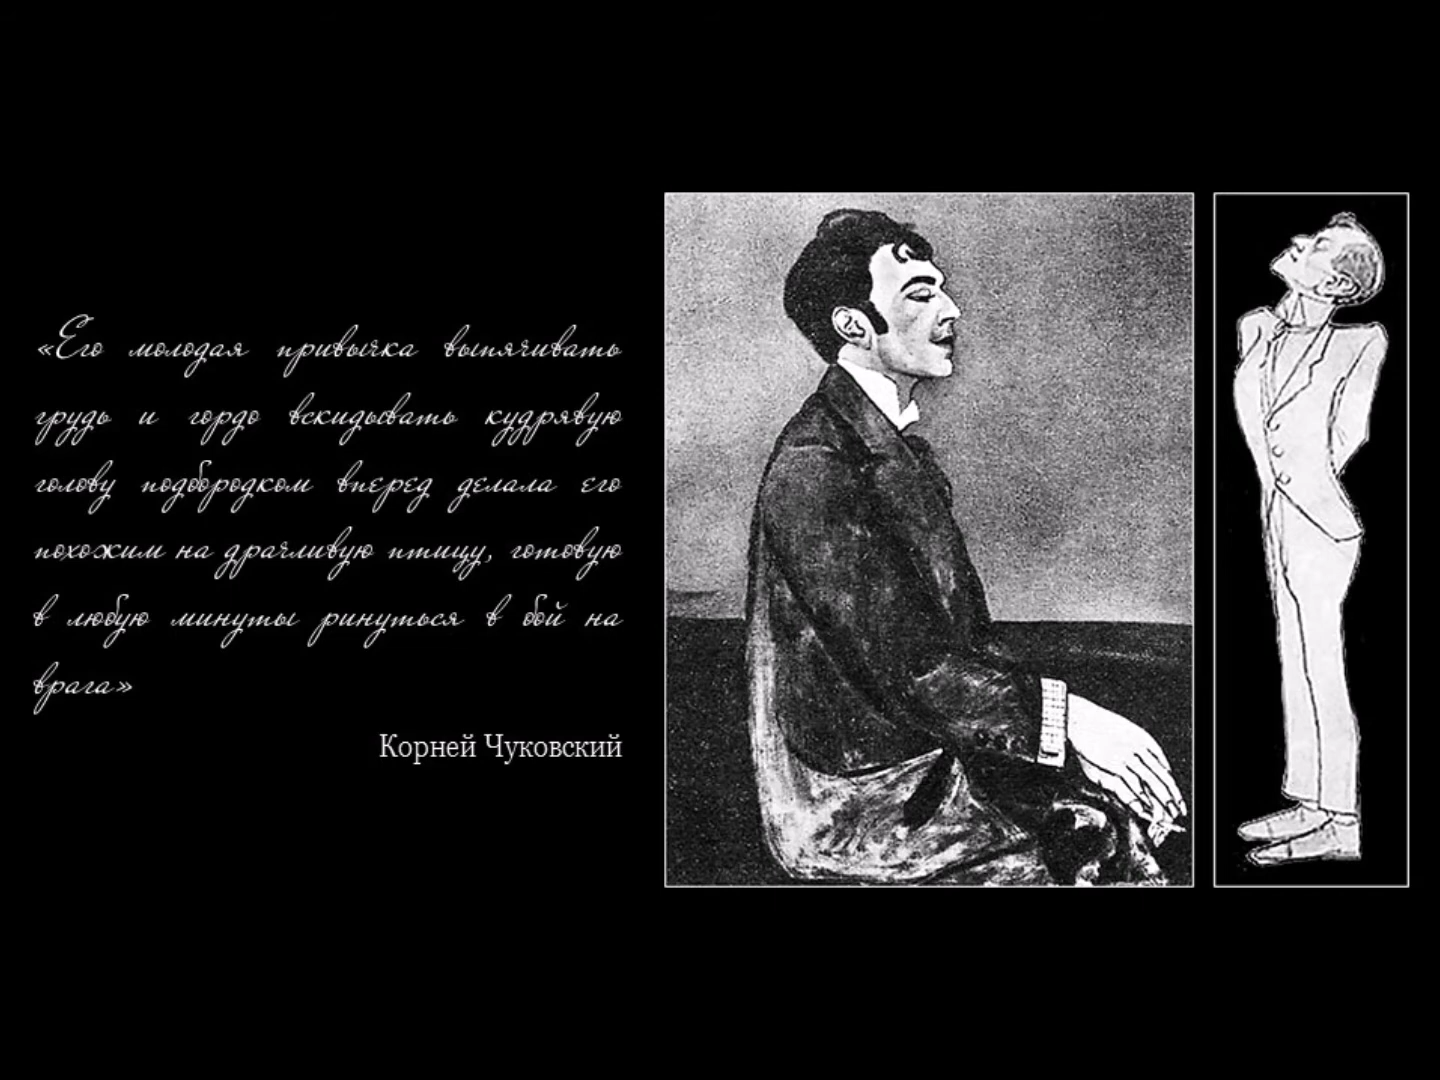 «Его молодая привычка выпячивать
грудь и гордо вскидывать кудрявую
голову подбородком вперед делала его
похожим на драчливую птицу, готовую
в любую минуты ринуться в бой на
врага»
Корней Чуковский